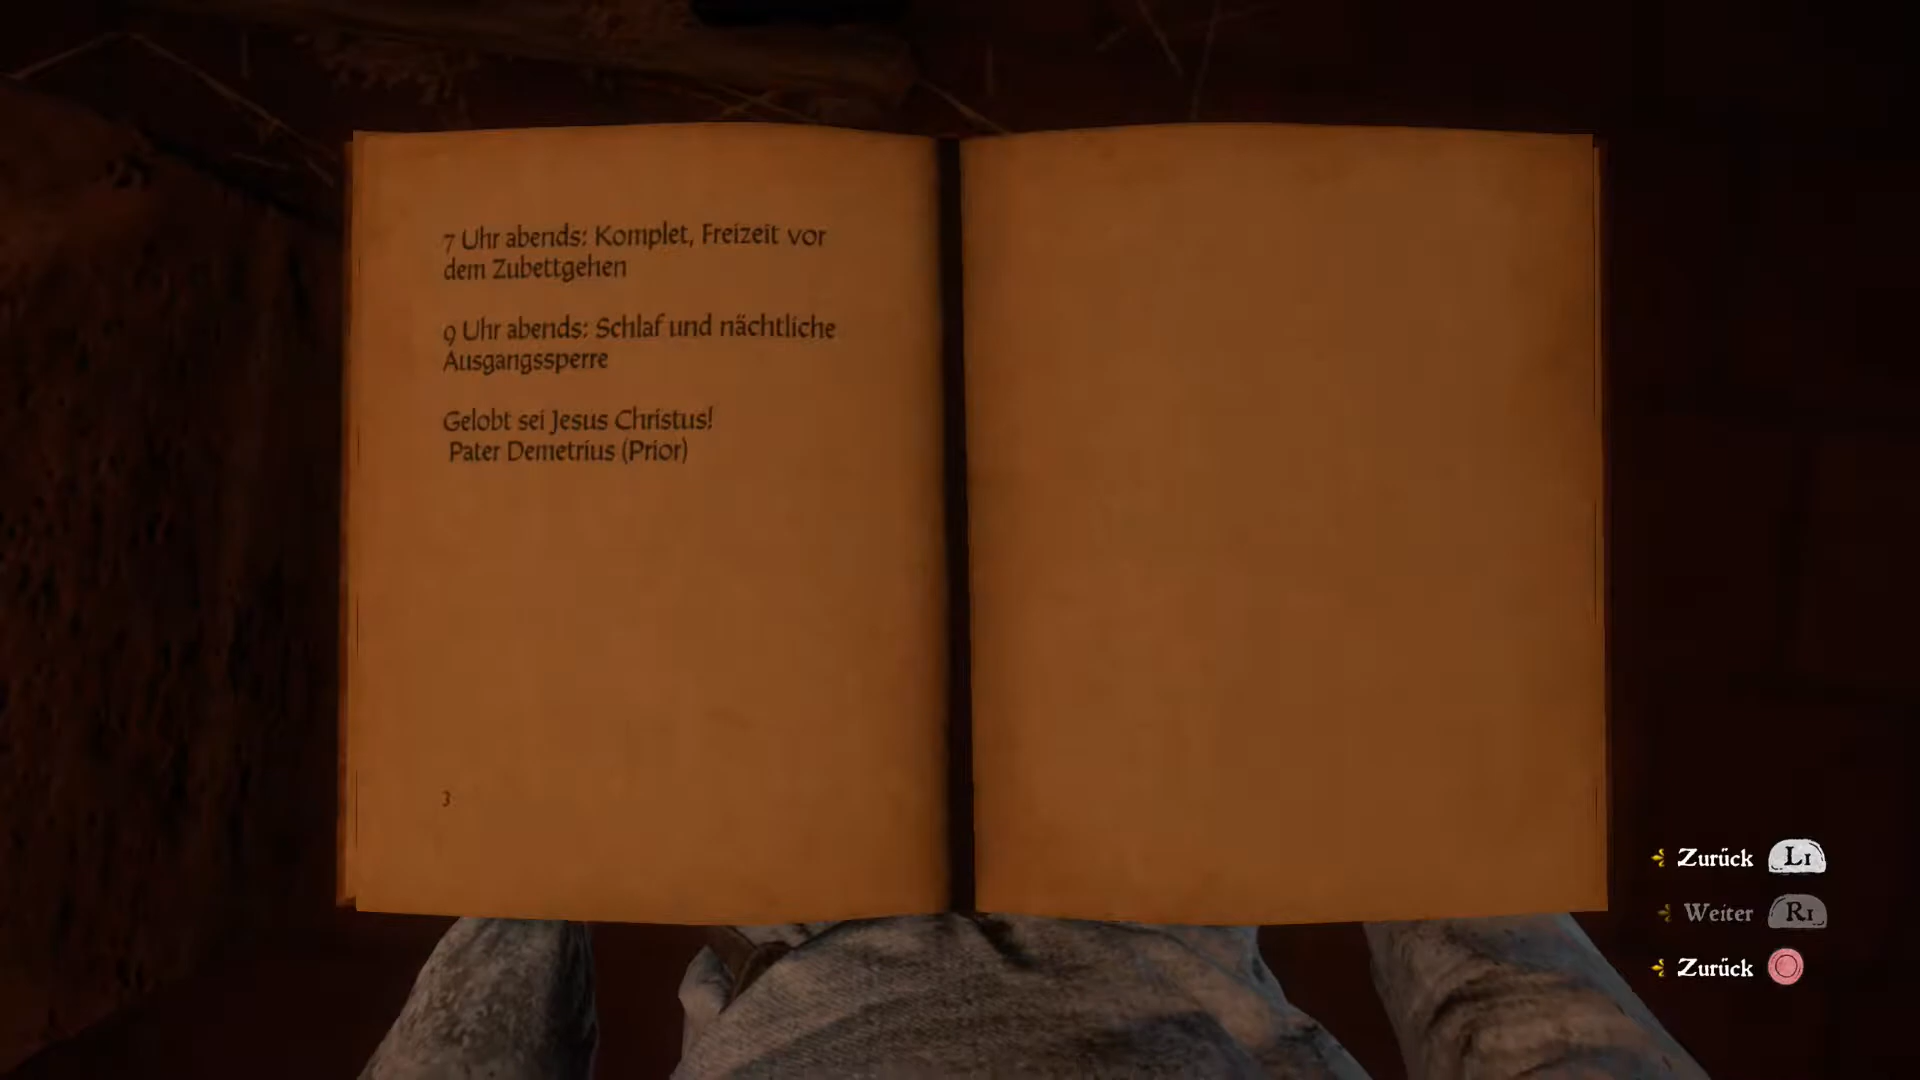 7 Uhr abends: Komplet, Freizeit vor
dem Zubettgehen
9 Uhr abends: Schlaf und nächtliche
Ausgangssperre
Gelobt sei Jesus Christus!
Pater Demetrius (Prior)
3
Zurück L1
Weiter R1
Zurück